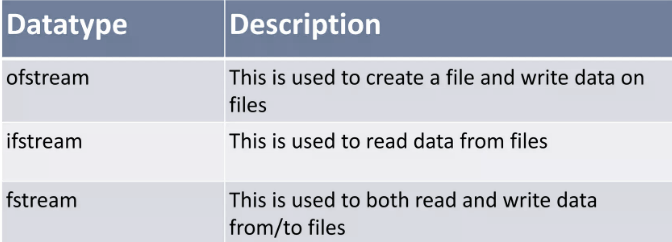 Datatype Description
ofstream This is used to create a file and write data on
files
ifstream This is used to read data from files
fstream This is used to both read and write data
from/to files